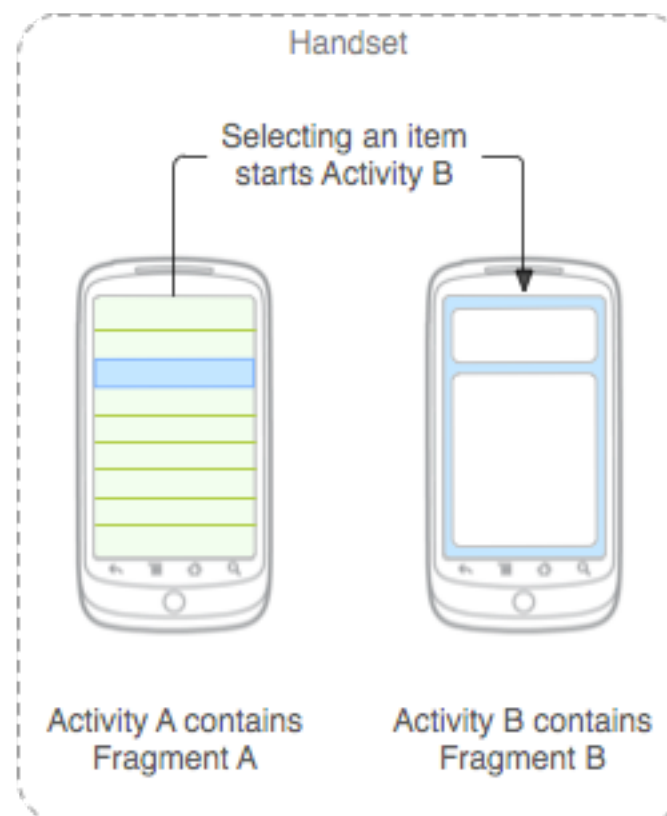 Handset
Selecting an item
starts Activity B
Activity A contains
Fragment A
Activity B contains
Fragment B